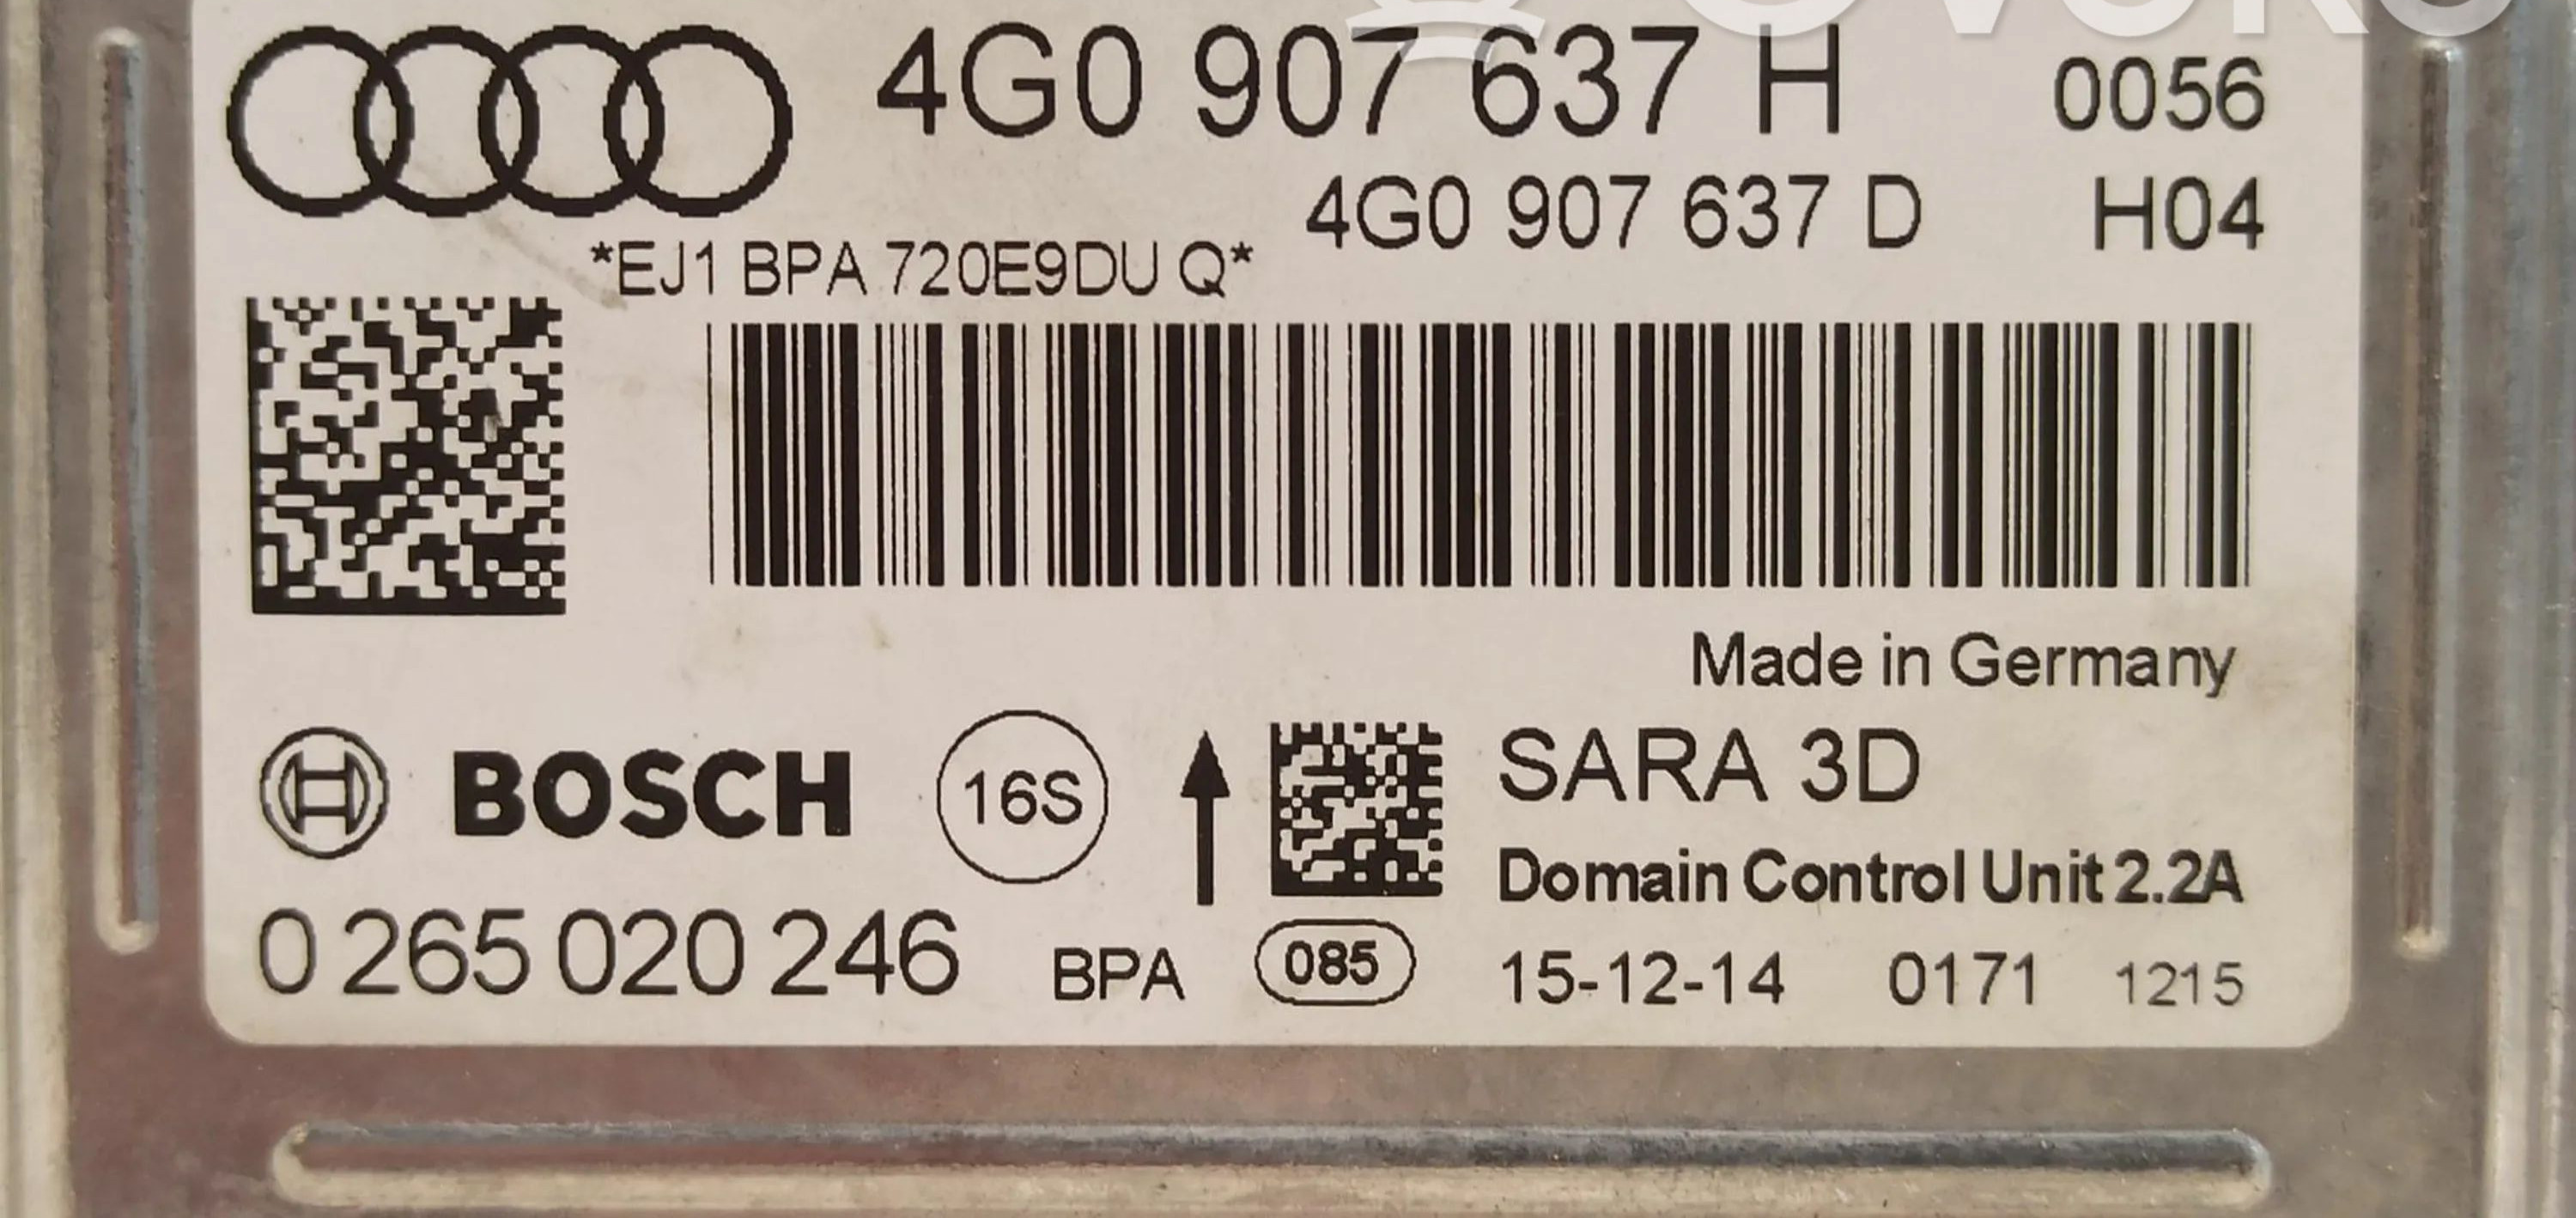 4G0 907 637 H 0056
4G0 907 637 D H04
*EJ1 BPA 720E9DU Q*
Made in Germany
BOSCH 16S SARA 3D
Domain Control Unit 2.2A
0 265 020 246 BPA 085 15-12-14 0171 1215